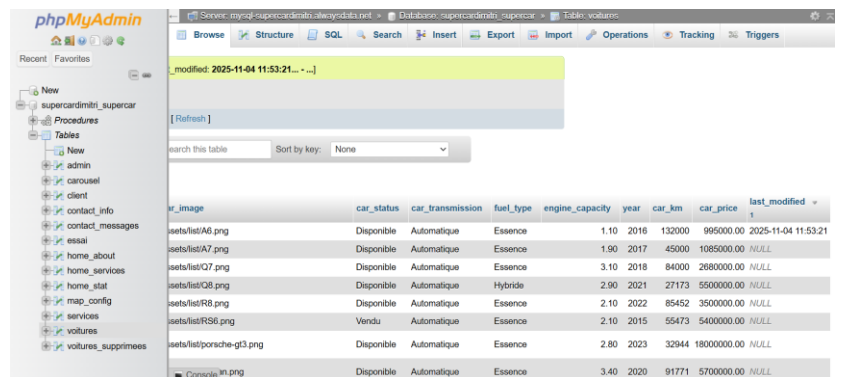 phpMyAdmin
Recent Favorites
New
supercardimitri_supercar
Procedures
Tables
New
admin
carousel
client
contact_info
contact_messages
essai
home_about
home_services
home_stat
map_config
services
voitures
voitures_supprimees
Server: mysql-supercardimitri.alwaysdata.net » Database: supercardimitri_supercar » Table: voitures
Browse Structure SQL Search Insert Export Import Operations Tracking Triggers
_modified: 2025-11-04 11:53:21... - ...]
[ Refresh ]
earch this table Sort by key: None
ar_image car_status car_transmission fuel_type engine_capacity year car_km car_price last_modified 1
ssets/list/A6.png Disponible Automatique Essence 1.10 2016 132000 995000.00 2025-11-04 11:53:21
ssets/list/A7.png Disponible Automatique Essence 1.90 2017 45000 1085000.00 NULL
ssets/list/Q7.png Disponible Automatique Essence 3.10 2018 84000 2680000.00 NULL
ssets/list/Q8.png Disponible Automatique Hybride 2.90 2021 27173 5500000.00 NULL
ssets/list/R8.png Disponible Automatique Essence 2.10 2022 85452 3500000.00 NULL
ssets/list/RS6.png Vendu Automatique Essence 2.10 2015 55473 5400000.00 NULL
ssets/list/porsche-gt3.png Disponible Automatique Essence 2.80 2023 32944 18000000.00 NULL
Console an.png Disponible Automatique Essence 3.40 2020 91771 5700000.00 NULL